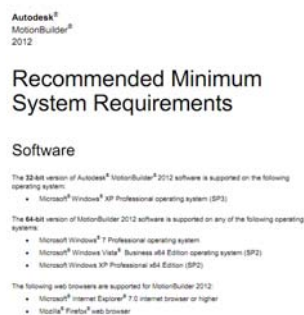 Autodesk®
MotionBuilder®
2012
Recommended Minimum
System Requirements
Software
The 32-bit version of Autodesk® MotionBuilder® 2012 software is supported on the following
operating system:
• Microsoft® Windows® XP Professional operating system (SP3)
The 64-bit version of MotionBuilder 2012 software is supported on any of the following operating
systems:
• Microsoft Windows® 7 Professional operating system
• Microsoft Windows Vista® Business x64 Edition operating system (SP2)
• Microsoft Windows XP Professional x64 Edition (SP2)
The following web browsers are supported for MotionBuilder 2012:
• Microsoft® Internet Explorer® 7.0 internet browser or higher
• Mozilla® Firefox® web browser